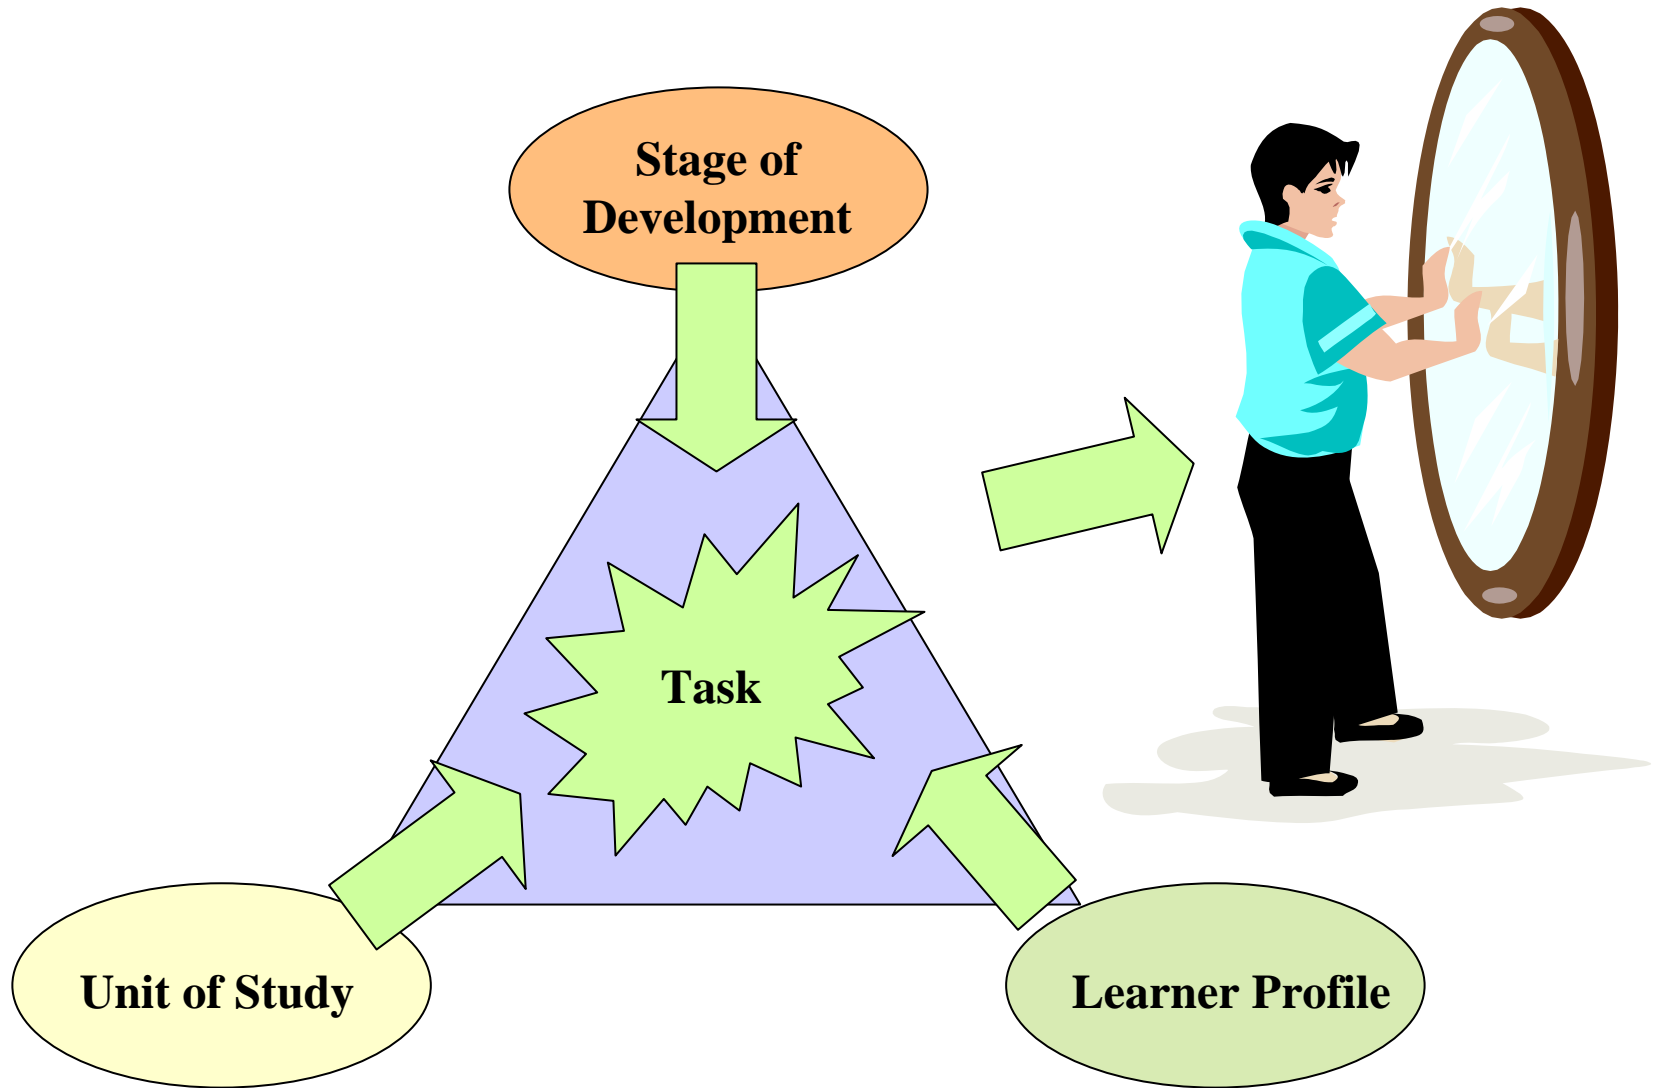 Stage of
Development
Task
Unit of Study
Learner Profile